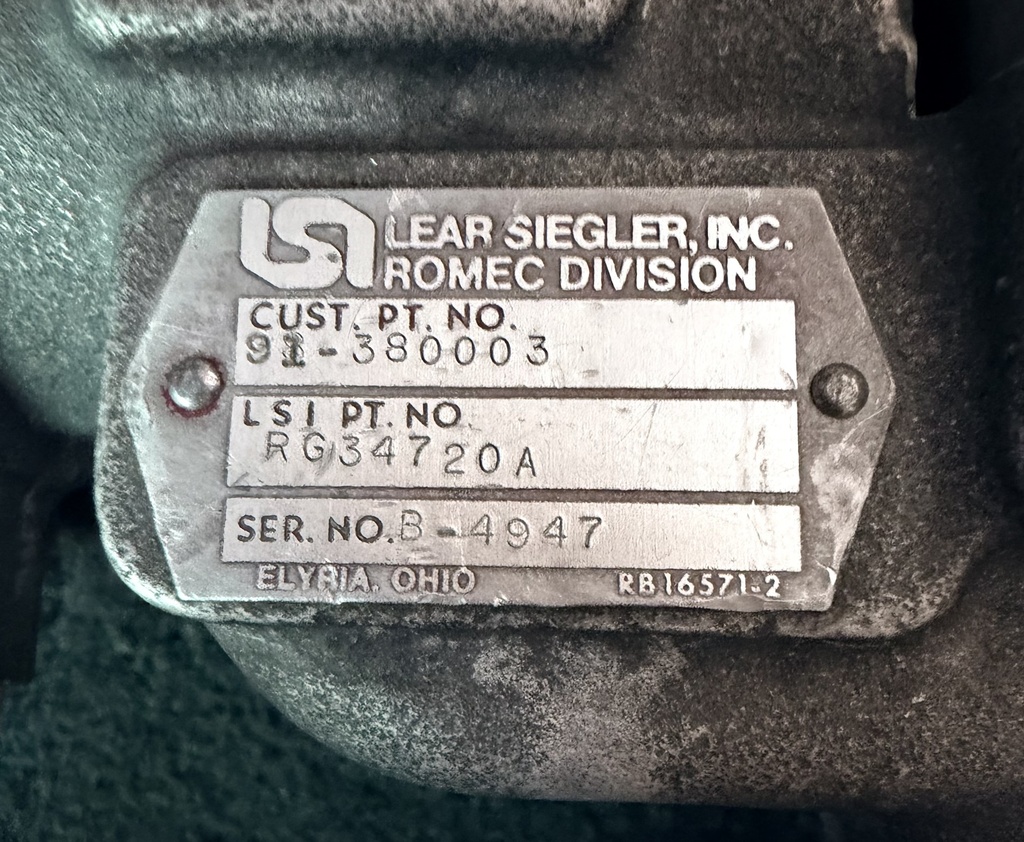 LSI LEAR SIEGLER, INC.
ROMEC DIVISION
CUST. PT. NO.
91-380003
LSI PT. NO.
RG34720A
SER. NO. B-4947
ELYRIA, OHIO RB16571-2